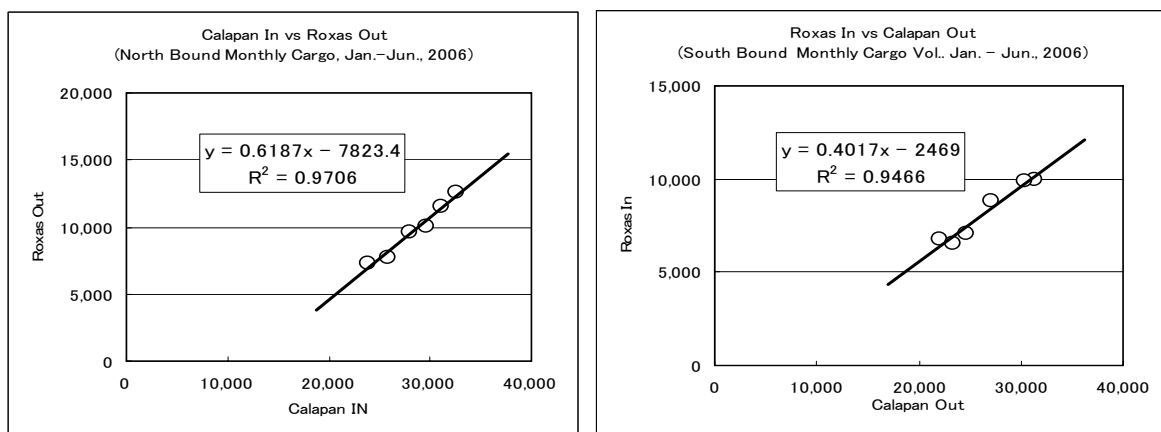 Calapan In vs Roxas Out
(North Bound Monthly Cargo, Jan.-Jun., 2006)
20,000
15,000
10,000
5,000
0
Roxas Out
y = 0.6187x - 7823.4
R² = 0.9706
0 10,000 20,000 30,000 40,000
Calapan IN
Roxas In vs Calapan Out
(South Bound Monthly Cargo Vol.. Jan. - Jun., 2006)
15,000
10,000
5,000
0
Roxas In
y = 0.4017x - 2469
R² = 0.9466
0 10,000 20,000 30,000 40,000
Calapan Out